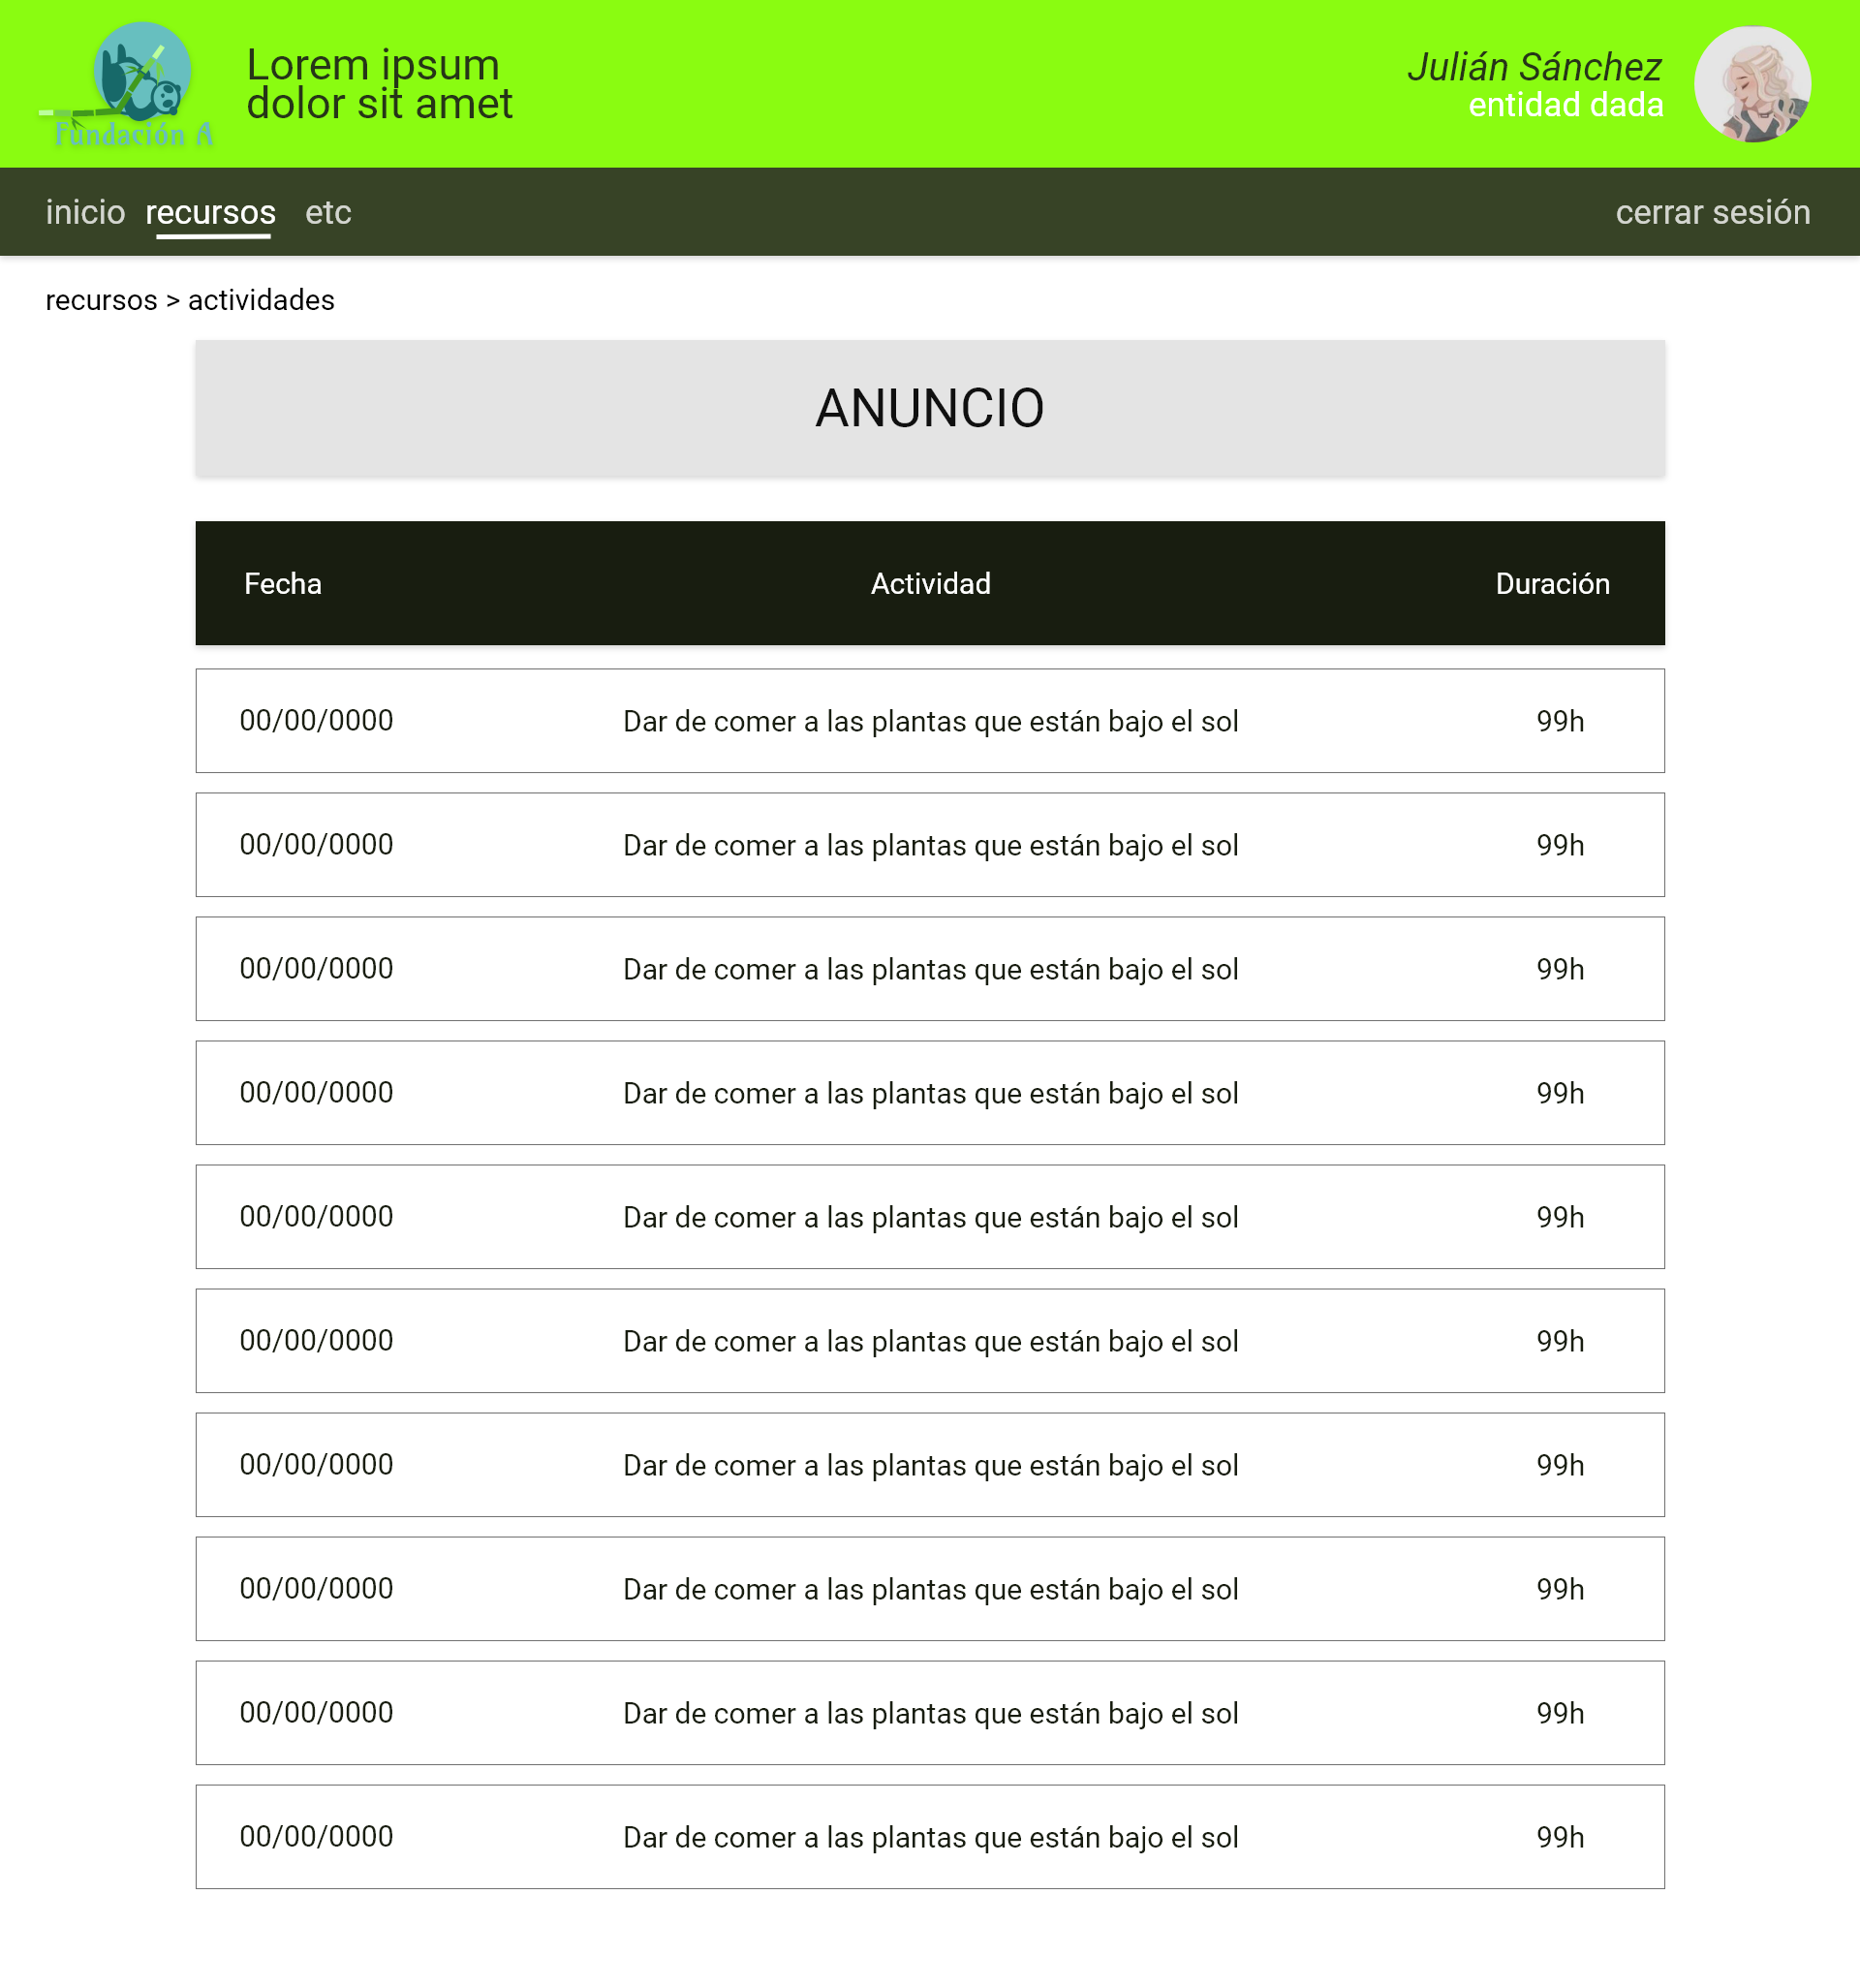 Fundación A
Lorem ipsum
dolor sit amet
Julián Sánchez
entidad dada
inicio recursos etc cerrar sesión
recursos > actividades
ANUNCIO
Fecha Actividad Duración
00/00/0000 Dar de comer a las plantas que están bajo el sol 99h
00/00/0000 Dar de comer a las plantas que están bajo el sol 99h
00/00/0000 Dar de comer a las plantas que están bajo el sol 99h
00/00/0000 Dar de comer a las plantas que están bajo el sol 99h
00/00/0000 Dar de comer a las plantas que están bajo el sol 99h
00/00/0000 Dar de comer a las plantas que están bajo el sol 99h
00/00/0000 Dar de comer a las plantas que están bajo el sol 99h
00/00/0000 Dar de comer a las plantas que están bajo el sol 99h
00/00/0000 Dar de comer a las plantas que están bajo el sol 99h
00/00/0000 Dar de comer a las plantas que están bajo el sol 99h